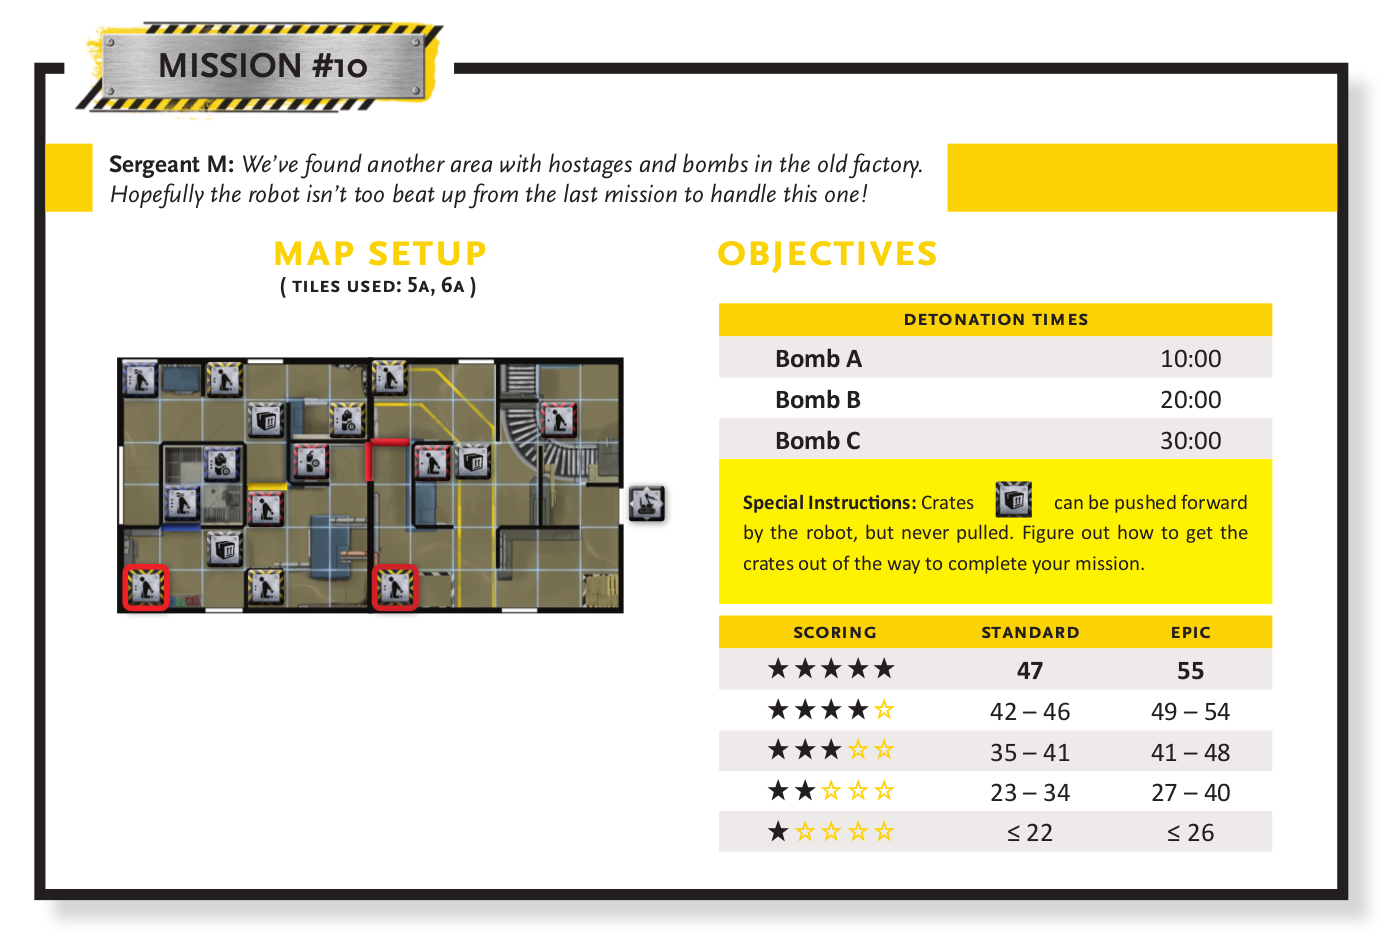 MISSION #10
Sergeant M: We've found another area with hostages and bombs in the old factory.
Hopefully the robot isn't too beat up from the last mission to handle this one!
MAP SETUP
( TILES USED: 5A, 6A )
OBJECTIVES
DETONATION TIMES
Bomb A 10:00
Bomb B 20:00
Bomb C 30:00
Special Instructions: Crates can be pushed forward
by the robot, but never pulled. Figure out how to get the
crates out of the way to complete your mission.
SCORING STANDARD EPIC
★★★★★ 47 55
★★★★☆ 42 – 46 49 – 54
★★★☆☆ 35 – 41 41 – 48
★★☆☆☆ 23 – 34 27 – 40
★☆☆☆☆ ≤ 22 ≤ 26